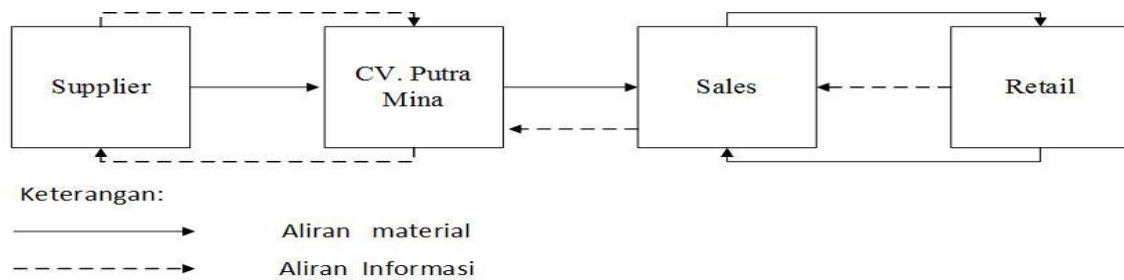 Supplier
CV. Putra
Mina
Sales
Retail
Keterangan:
Aliran material
Aliran Informasi